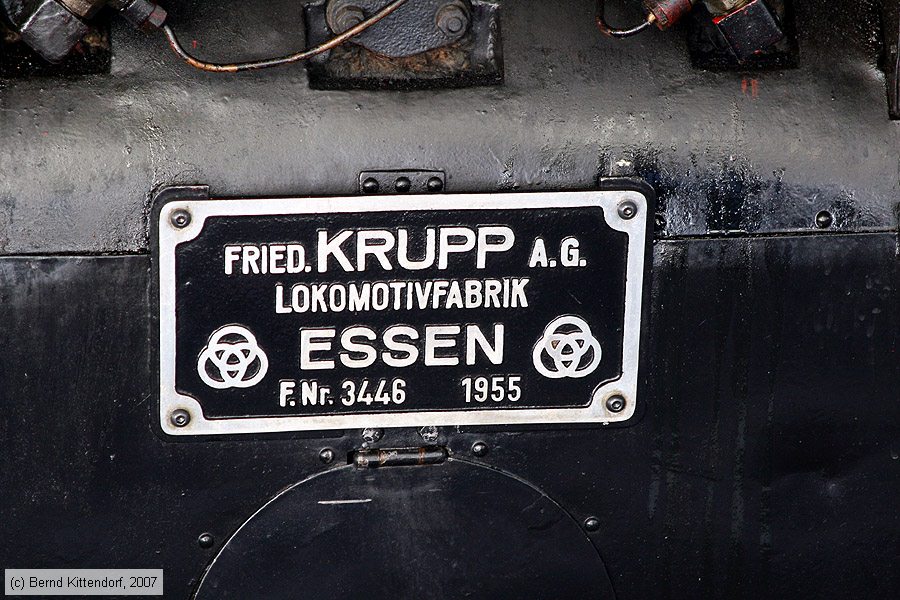 FRIED. KRUPP A.G.
LOKOMOTIVFABRIK
ESSEN
F.Nr. 3446 1955
(c) Bernd Kittendorf, 2007